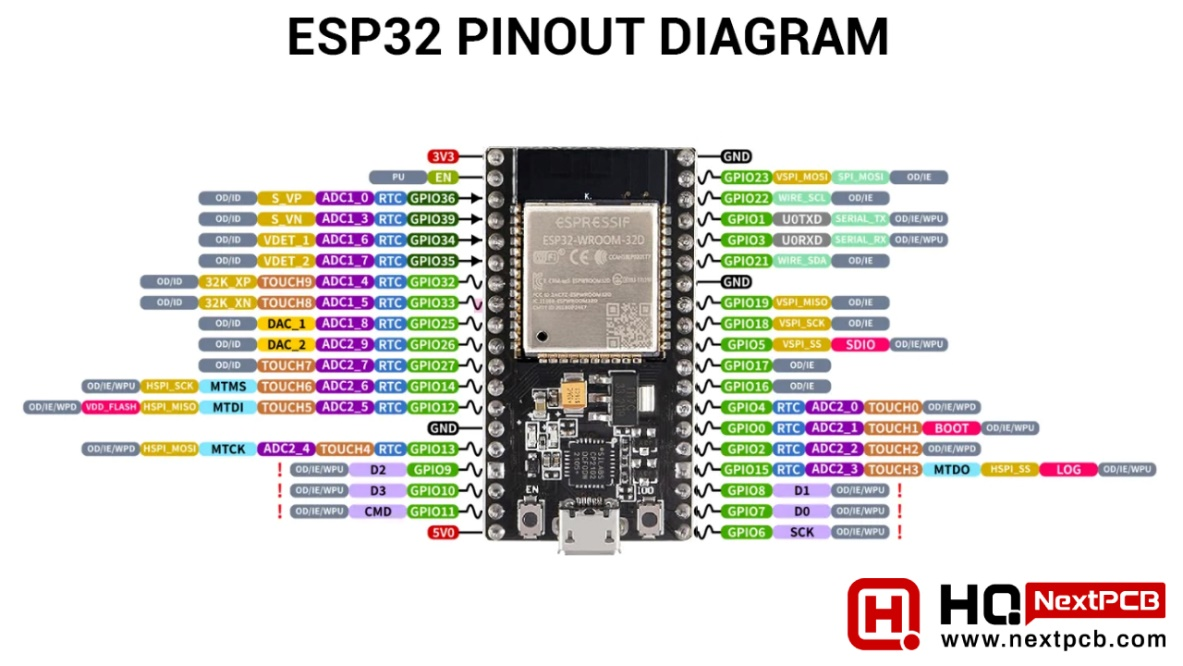 ESP32 PINOUT DIAGRAM
3V3 GND
PU EN GPIO23 VSPI_MOSI SPI_MOSI OD/IE
OD/ID S_VP ADC1_0 RTC GPIO36 GPIO22 WIRE_SCL OD/IE
OD/ID S_VN ADC1_3 RTC GPIO39 GPIO1 U0TXD SERIAL_TX OD/IE/WPU
OD/ID VDET_1 ADC1_6 RTC GPIO34 GPIO3 U0RXD SERIAL_RX OD/IE/WPU
OD/ID VDET_2 ADC1_7 RTC GPIO35 GPIO21 WIRE_SDA OD/IE
OD/ID 32K_XP TOUCH9 ADC1_4 RTC GPIO32 GND
OD/ID 32K_XN TOUCH8 ADC1_5 RTC GPIO33 GPIO19 VSPI_MISO OD/IE
OD/ID DAC_1 ADC1_8 RTC GPIO25 GPIO18 VSPI_SCK OD/IE
OD/ID DAC_2 ADC2_9 RTC GPIO26 GPIO5 VSPI_SS SDIO OD/IE/WPU
OD/ID TOUCH7 ADC2_7 RTC GPIO27 GPIO17 OD/IE
OD/IE/WPU HSPI_SCK MTMS TOUCH6 ADC2_6 RTC GPIO14 GPIO16 OD/IE
OD/IE/WPD VDD_FLASH HSPI_MISO MTDI TOUCH5 ADC2_5 RTC GPIO12 GPIO4 RTC ADC2_0 TOUCH0 OD/IE/WPD
GND GPIO0 RTC ADC2_1 TOUCH1 BOOT OD/IE/WPU
OD/IE/WPD HSPI_MOSI MTCK ADC2_4 TOUCH4 RTC GPIO13 GPIO2 RTC ADC2_2 TOUCH2 OD/IE/WPD
! OD/IE/WPU D2 GPIO9 GPIO15 RTC ADC2_3 TOUCH3 MTDO HSPI_SS LOG OD/IE/WPU
! OD/IE/WPU D3 GPIO10 GPIO8 D1 OD/IE/WPU !
! OD/IE/WPU CMD GPIO11 GPIO7 D0 OD/IE/WPU !
5V0 GPIO6 SCK OD/IE/WPU !
ESPRESSIF
ESP32-WROOM-32D
WiFi CE
EN IO0
H HQ NextPCB
www.nextpcb.com